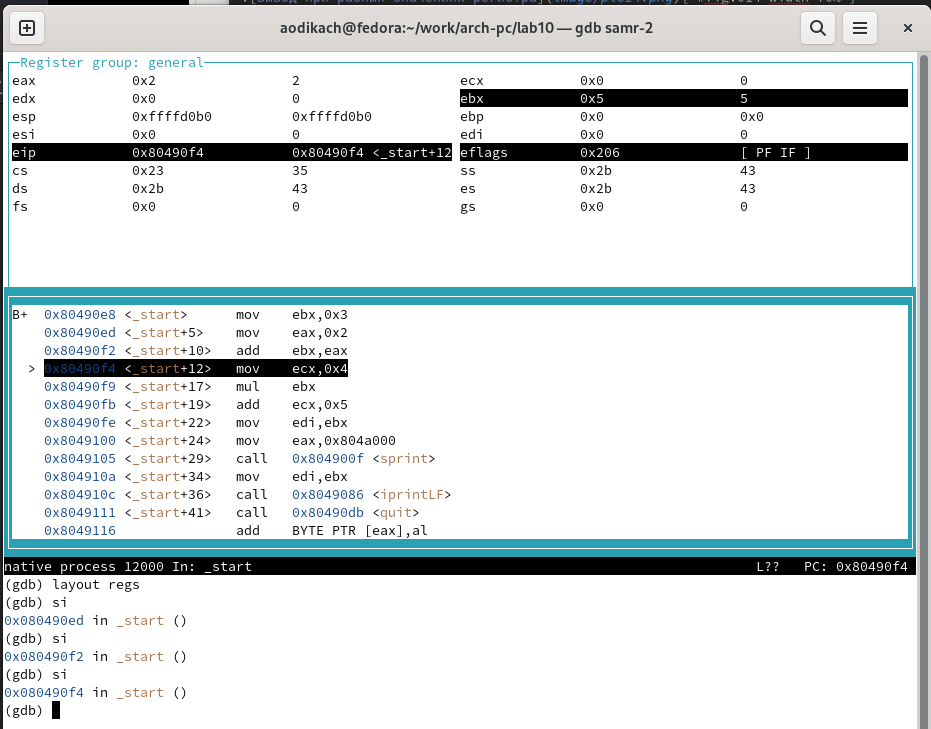 aodikach@fedora:~/work/arch-pc/lab10 — gdb samr-2
Register group: general
eax 0x2 2 ecx 0x0 0
edx 0x0 0 ebx 0x5 5
esp 0xffffd0b0 0xffffd0b0 ebp 0x0 0x0
esi 0x0 0 edi 0x0 0
eip 0x80490f4 0x80490f4 <_start+12 eflags 0x206 [ PF IF ]
cs 0x23 35 ss 0x2b 43
ds 0x2b 43 es 0x2b 43
fs 0x0 0 gs 0x0 0
B+ 0x80490e8 <_start> mov ebx,0x3
0x80490ed <_start+5> mov eax,0x2
0x80490f2 <_start+10> add ebx,eax
> 0x80490f4 <_start+12> mov ecx,0x4
0x80490f9 <_start+17> mul ebx
0x80490fb <_start+19> add ecx,0x5
0x80490fe <_start+22> mov edi,ebx
0x8049100 <_start+24> mov eax,0x804a000
0x8049105 <_start+29> call 0x804900f <sprint>
0x804910a <_start+34> mov edi,ebx
0x804910c <_start+36> call 0x8049086 <iprintLF>
0x8049111 <_start+41> call 0x80490db <quit>
0x8049116 add BYTE PTR [eax],al
native process 12000 In: _start L?? PC: 0x80490f4
(gdb) layout regs
(gdb) si
0x080490ed in _start ()
(gdb) si
0x080490f2 in _start ()
(gdb) si
0x080490f4 in _start ()
(gdb)